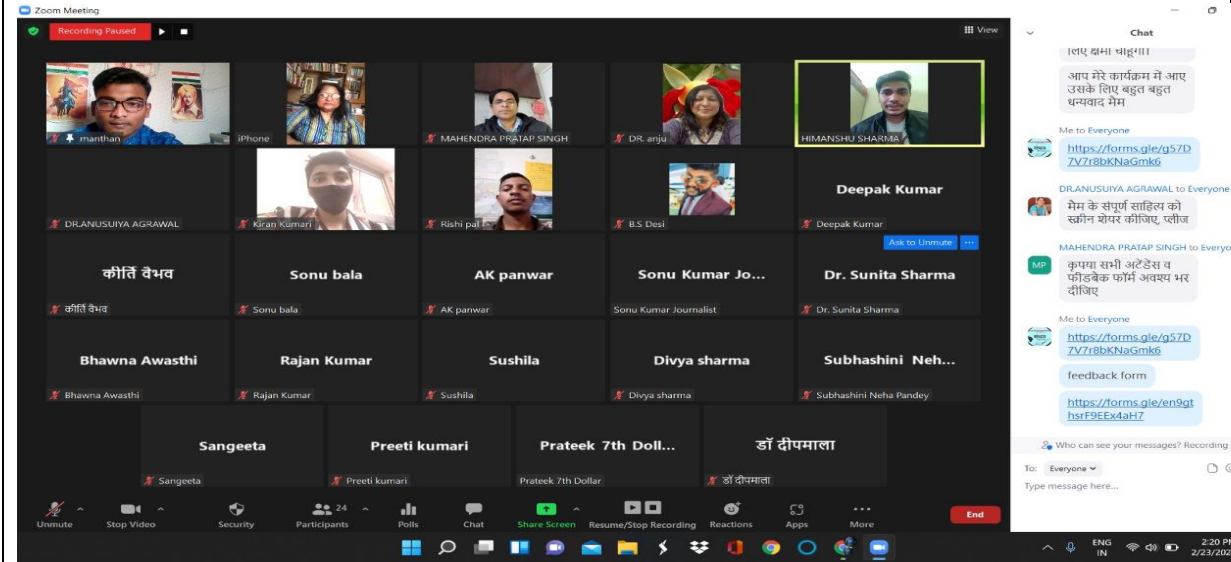 Zoom Meeting
Recording Paused
View
manthan
iPhone
MAHENDRA PRATAP SINGH
DR. anju
HIMANSHU SHARMA
DR.ANUSUIYA AGRAWAL
Kiran Kumari
Rishi pal
B.S Desi
Deepak Kumar
Deepak Kumar
Ask to Unmute
कीर्ति वैभव
Sonu bala
AK panwar
Sonu Kumar Jo...
Dr. Sunita Sharma
कीर्ति वैभव
Sonu bala
AK panwar
Sonu Kumar Journalist
Dr. Sunita Sharma
Bhawna Awasthi
Rajan Kumar
Sushila
Divya sharma
Subhashini Neh...
Bhawna Awasthi
Rajan Kumar
Sushila
Divya sharma
Subhashini Neha Pandey
Sangeeta
Preeti kumari
Prateek 7th Doll...
डॉ दीपमाला
Sangeeta
Preeti kumari
Prateek 7th Dollar
डॉ दीपमाला
Unmute
Stop Video
Security
24
Participants
Polls
Chat
Share Screen
Resume/Stop Recording
Reactions
Apps
More
End
Chat
आप मेरे कार्यक्रम में आए
उसके लिए बहुत बहुत
धन्यवाद मैम
Me to Everyone
https://forms.gle/g57D
7V7r8bKNaGmk6
DR.ANUSUIYA AGRAWAL to Everyone
मैम के संपूर्ण साहित्य को
स्क्रीन शेयर कीजिए, प्लीज
MAHENDRA PRATAP SINGH to Everyo
MP
कृपया सभी अटेंडेंस व
फीडबैक फॉर्म अवश्य भर
दीजिए
Me to Everyone
https://forms.gle/g57D
7V7r8bKNaGmk6
feedback form
https://forms.gle/en9gt
hsrF9EEx4aH7
Who can see your messages? Recording
To: Everyone
Type message here...
ENG
IN
2:20 PM
2/23/202